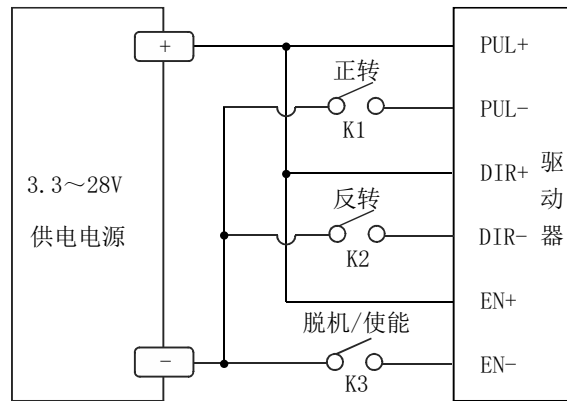 +
PUL+
正转
K1
PUL-
3.3～28V
供电电源
DIR+
反转
K2
DIR-
驱动器
EN+
脱机/使能
K3
-
EN-